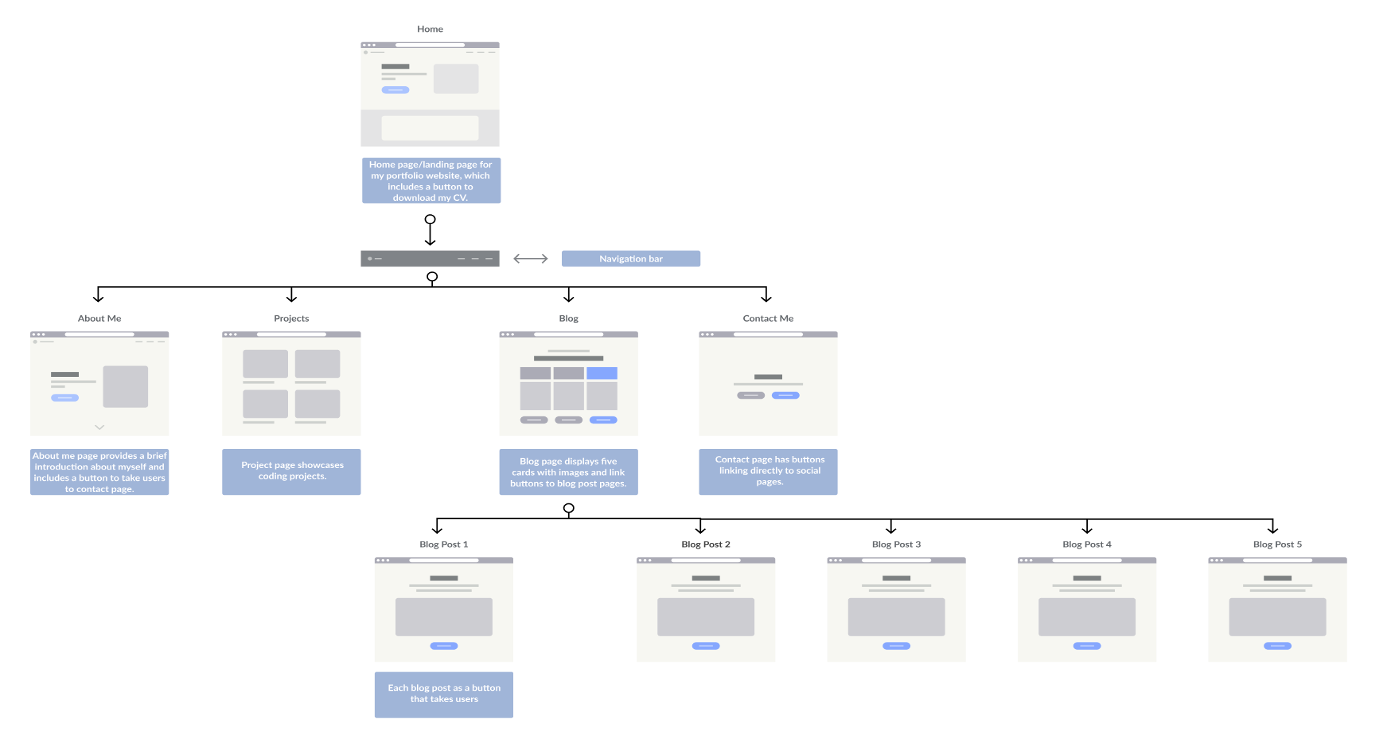 Home
Home page/landing page for
my portfolio website, which
includes a button to
download my CV.
Navigation bar
About Me
Projects
Blog
Contact Me
About me page provides a brief
introduction about myself and
includes a button to take users
to contact page.
Project page showcases
coding projects.
Blog page displays five
cards with images and link
buttons to blog post pages.
Contact page has buttons
linking directly to social
pages.
Blog Post 1
Blog Post 2
Blog Post 3
Blog Post 4
Blog Post 5
Each blog post as a button
that takes users